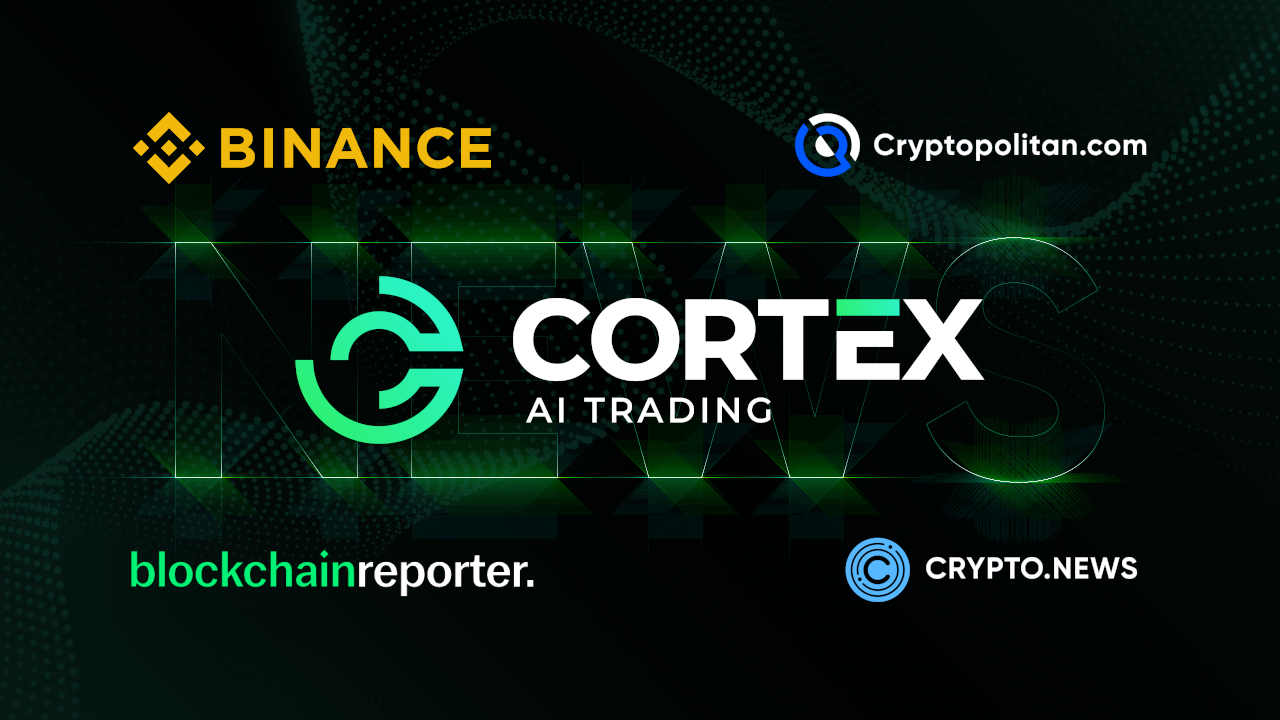 BINANCE
Cryptopolitan.com
NEWS
CORTEX
AI TRADING
blockchainreporter.
CRYPTO.NEWS